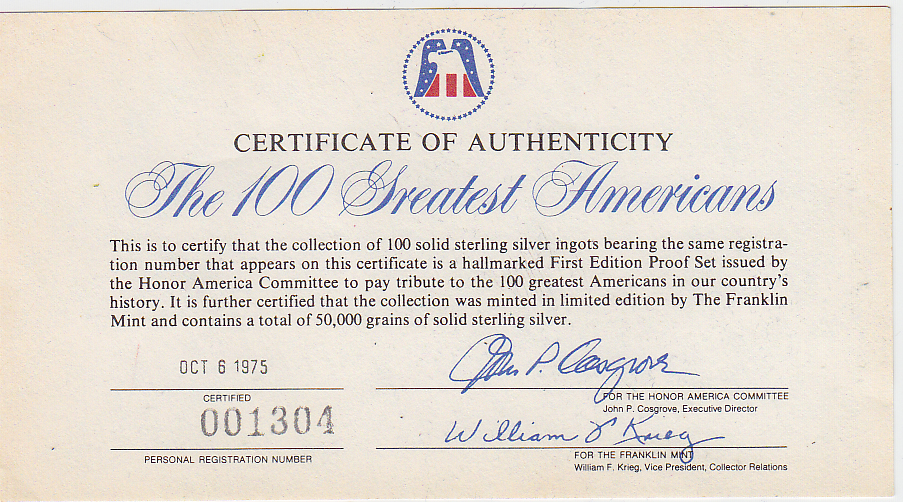 CERTIFICATE OF AUTHENTICITY
The 100 Greatest Americans
This is to certify that the collection of 100 solid sterling silver ingots bearing the same registra-
tion number that appears on this certificate is a hallmarked First Edition Proof Set issued by
the Honor America Committee to pay tribute to the 100 greatest Americans in our country's
history. It is further certified that the collection was minted in limited edition by The Franklin
Mint and contains a total of 50,000 grains of solid sterling silver.
OCT 6 1975
John P. Cosgrove
CERTIFIED
FOR THE HONOR AMERICA COMMITTEE
John P. Cosgrove, Executive Director
001304
William F Krieg
PERSONAL REGISTRATION NUMBER
FOR THE FRANKLIN MINT
William F. Krieg, Vice President, Collector Relations